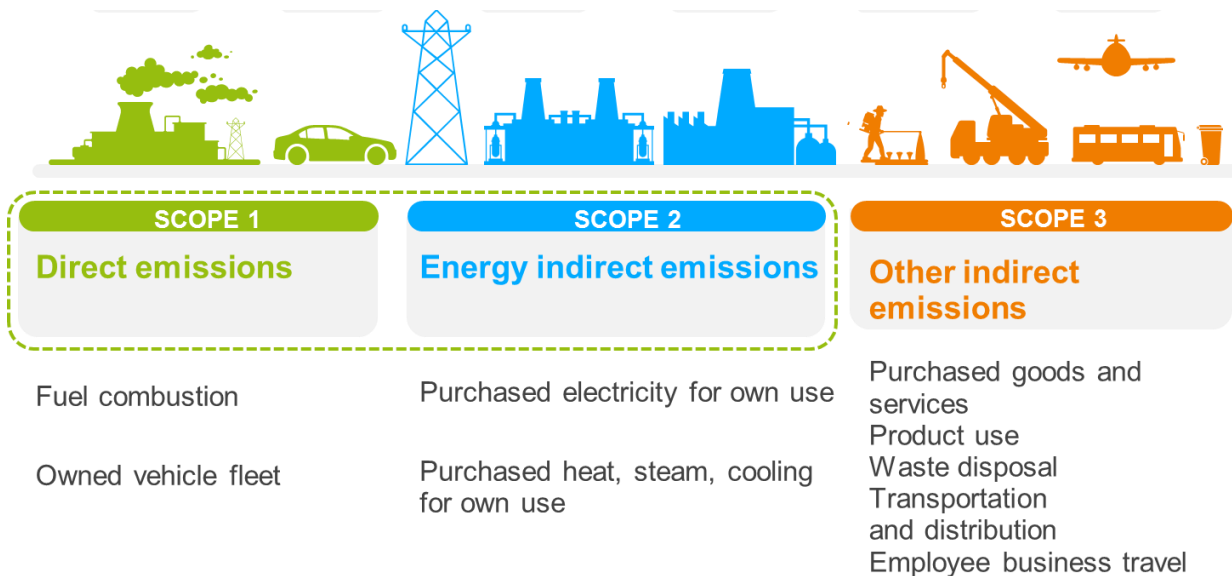 SCOPE 1
Direct emissions
Fuel combustion
Owned vehicle fleet
SCOPE 2
Energy indirect emissions
Purchased electricity for own use
Purchased heat, steam, cooling
for own use
SCOPE 3
Other indirect
emissions
Purchased goods and
services
Product use
Waste disposal
Transportation
and distribution
Employee business travel